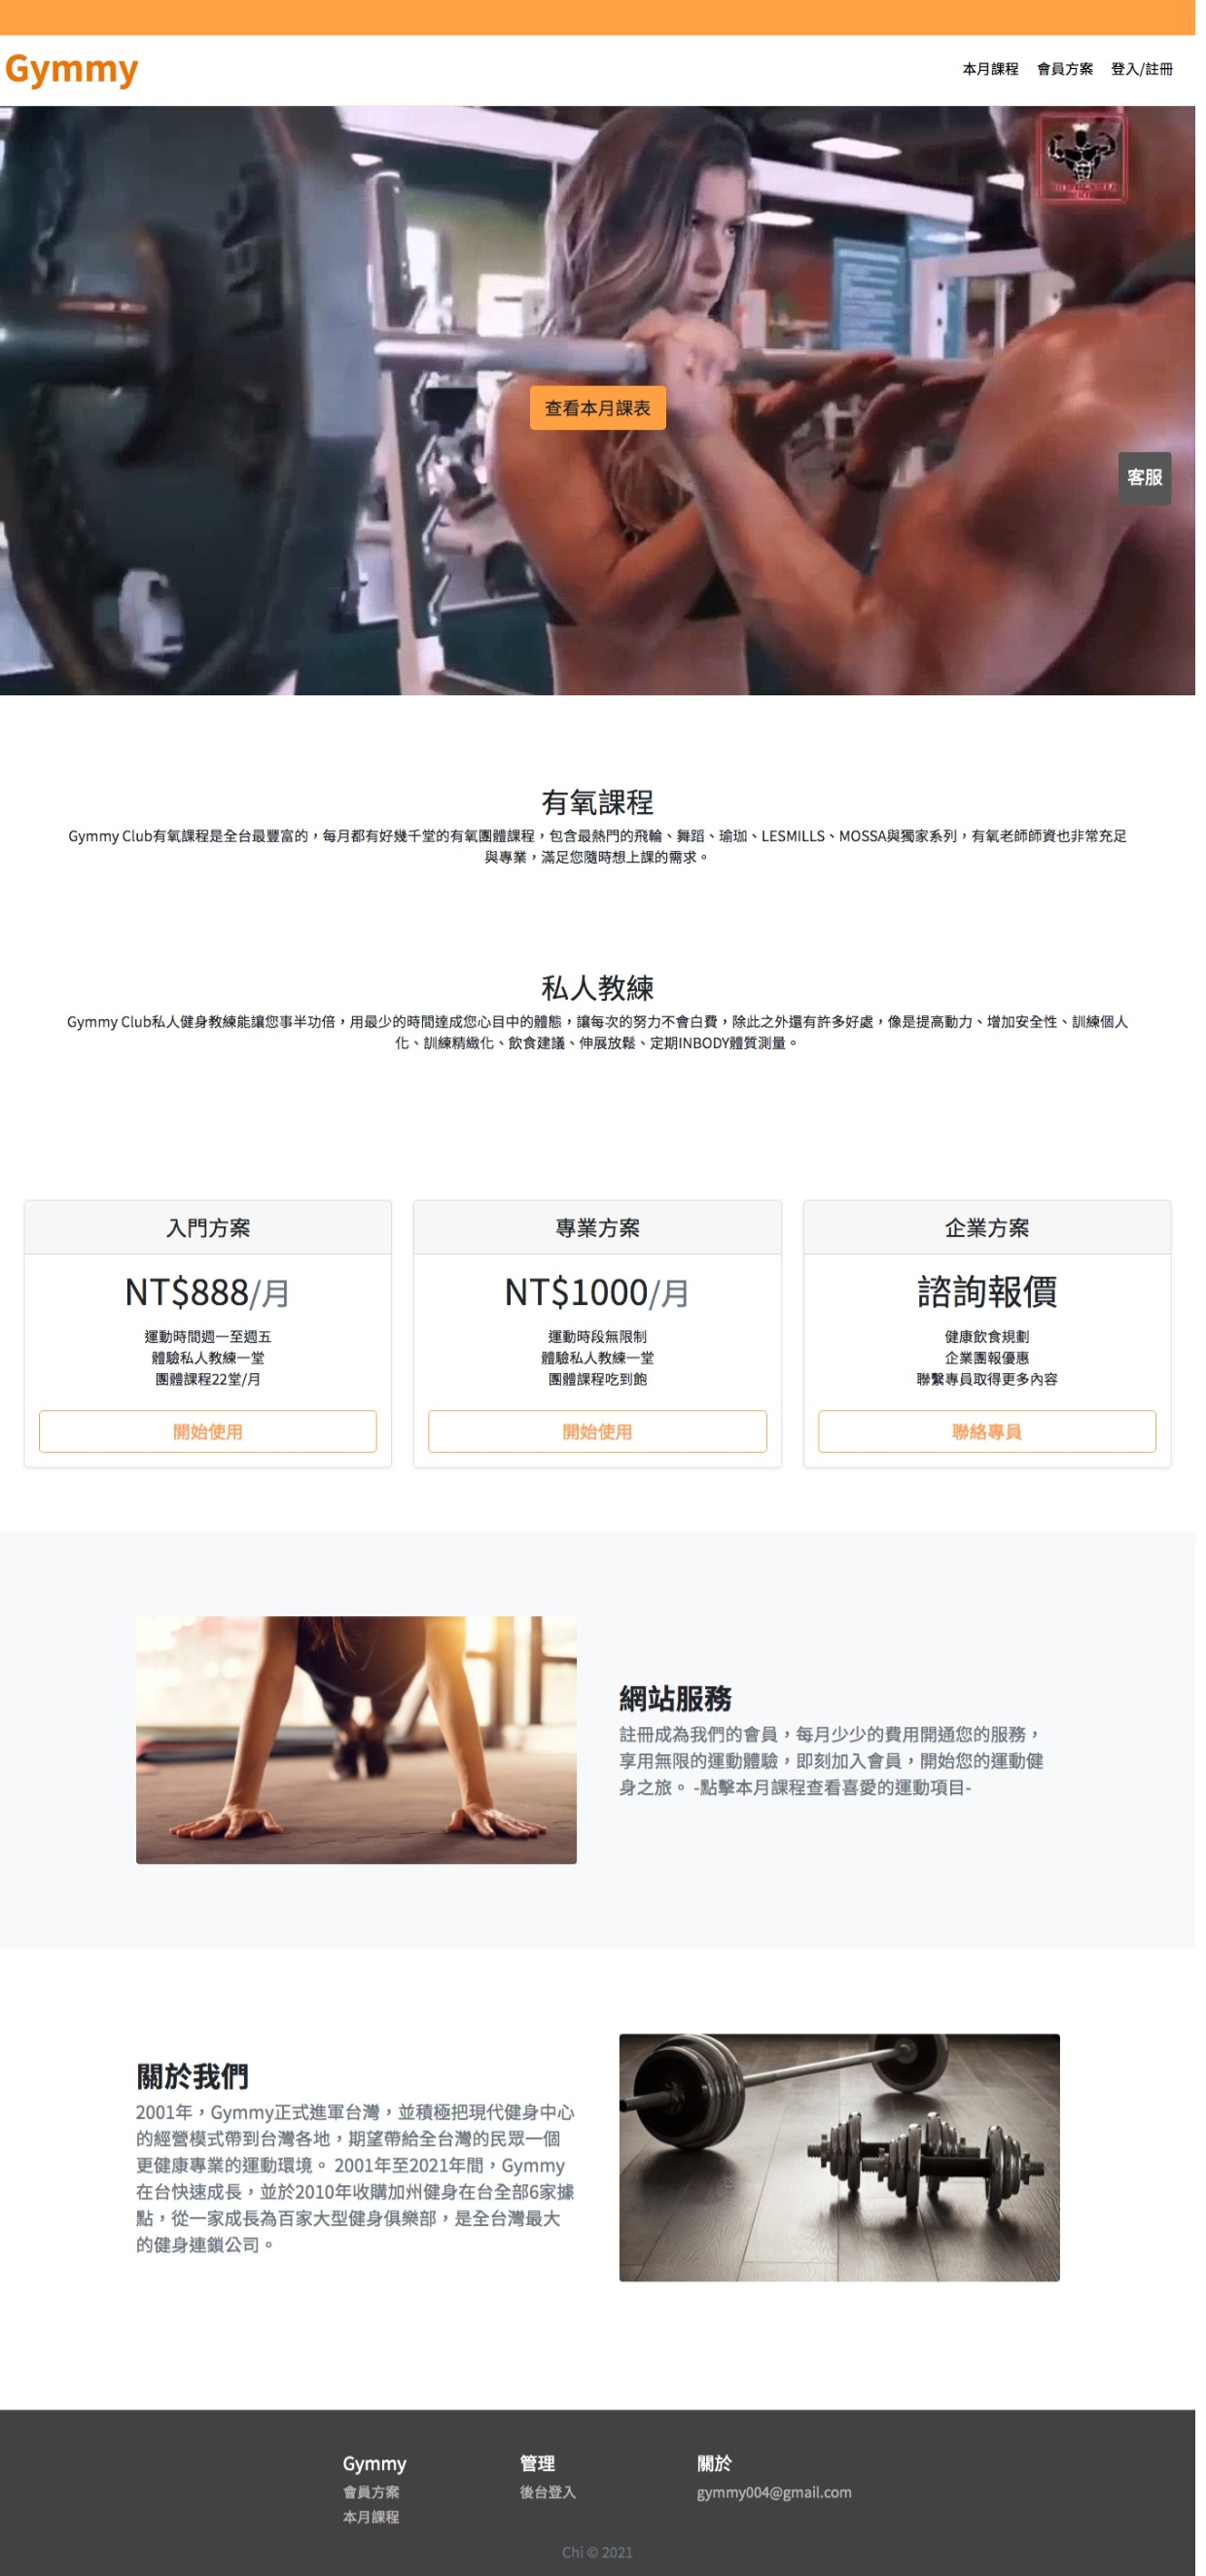 Gymmy
本月課程 會員方案 登入/註冊
查看本月課表
客服
有氧課程
Gymmy Club有氧課程是全台最豐富的，每月都有好幾千堂的有氧團體課程，包含最熱門的飛輪、舞蹈、瑜珈、LESMILLS、MOSSA與獨家系列，有氧老師師資也非常充足
與專業，滿足您隨時想上課的需求。
私人教練
Gymmy Club私人健身教練能讓您事半功倍，用最少的時間達成您心目中的體態，讓每次的努力不會白費，除此之外還有許多好處，像是提高動力、增加安全性、訓練個人
化、訓練精緻化、飲食建議、伸展放鬆、定期INBODY體質測量。
入門方案
NT$888/月
運動時間週一至週五
體驗私人教練一堂
團體課程22堂/月
開始使用
專業方案
NT$1000/月
運動時段無限制
體驗私人教練一堂
團體課程吃到飽
開始使用
企業方案
諮詢報價
健康飲食規劃
企業團報優惠
聯繫專員取得更多內容
聯絡專員
網站服務
註冊成為我們的會員，每月少少的費用開通您的服務，
享用無限的運動體驗，即刻加入會員，開始您的運動健
身之旅。 -點擊本月課程查看喜愛的運動項目-
關於我們
2001年，Gymmy正式進軍台灣，並積極把現代健身中心
的經營模式帶到台灣各地，期望帶給全台灣的民眾一個
更健康專業的運動環境。 2001年至2021年間，Gymmy
在台快速成長，並於2010年收購加州健身在台全部6家據
點，從一家成長為百家大型健身俱樂部，是全台灣最大
的健身連鎖公司。
Gymmy
會員方案
本月課程
管理
後台登入
關於
gymmy004@gmail.com
Chi © 2021